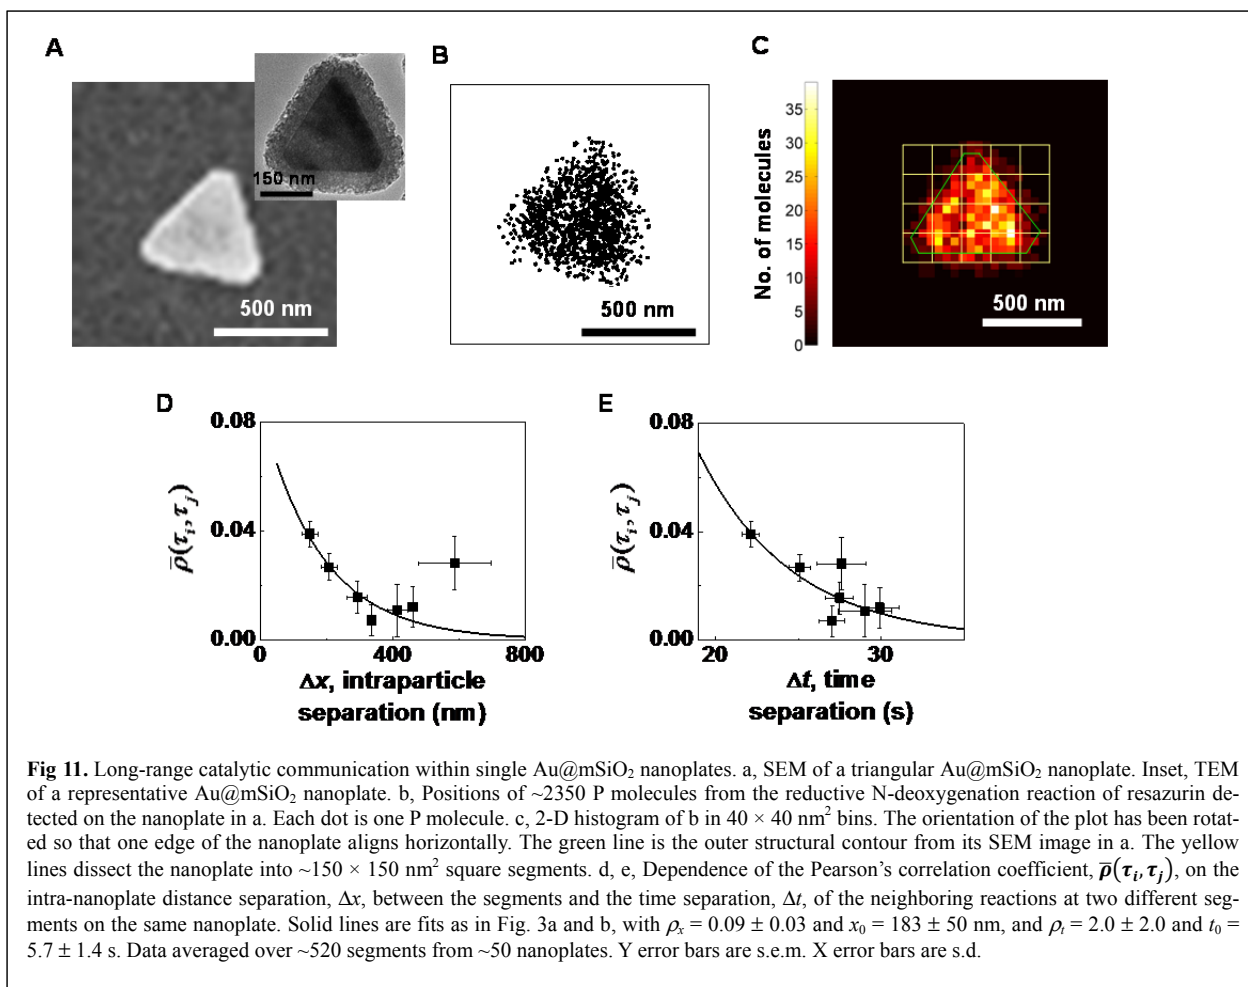 A
150 nm
500 nm
B
500 nm
C
No. of molecules
35
30
25
20
15
10
5
0
500 nm
D
0.08
0.04
0.00
ρ̄(τᵢ, τⱼ)
0
400
800
Δx, intraparticle
separation (nm)
E
0.08
0.04
0.00
ρ̄(τᵢ, τⱼ)
20
30
Δt, time
separation (s)
Fig 11. Long-range catalytic communication within single Au@mSiO₂ nanoplates. a, SEM of a triangular Au@mSiO₂ nanoplate. Inset, TEM
of a representative Au@mSiO₂ nanoplate. b, Positions of ~2350 P molecules from the reductive N-deoxygenation reaction of resazurin de-
tected on the nanoplate in a. Each dot is one P molecule. c, 2-D histogram of b in 40 × 40 nm² bins. The orientation of the plot has been rotat-
ed so that one edge of the nanoplate aligns horizontally. The green line is the outer structural contour from its SEM image in a. The yellow
lines dissect the nanoplate into ~150 × 150 nm² square segments. d, e, Dependence of the Pearson's correlation coefficient, ρ̄(τᵢ, τⱼ), on the
intra-nanoplate distance separation, Δx, between the segments and the time separation, Δt, of the neighboring reactions at two different seg-
ments on the same nanoplate. Solid lines are fits as in Fig. 3a and b, with ρₓ = 0.09 ± 0.03 and x₀ = 183 ± 50 nm, and ρₜ = 2.0 ± 2.0 and t₀ =
5.7 ± 1.4 s. Data averaged over ~520 segments from ~50 nanoplates. Y error bars are s.e.m. X error bars are s.d.